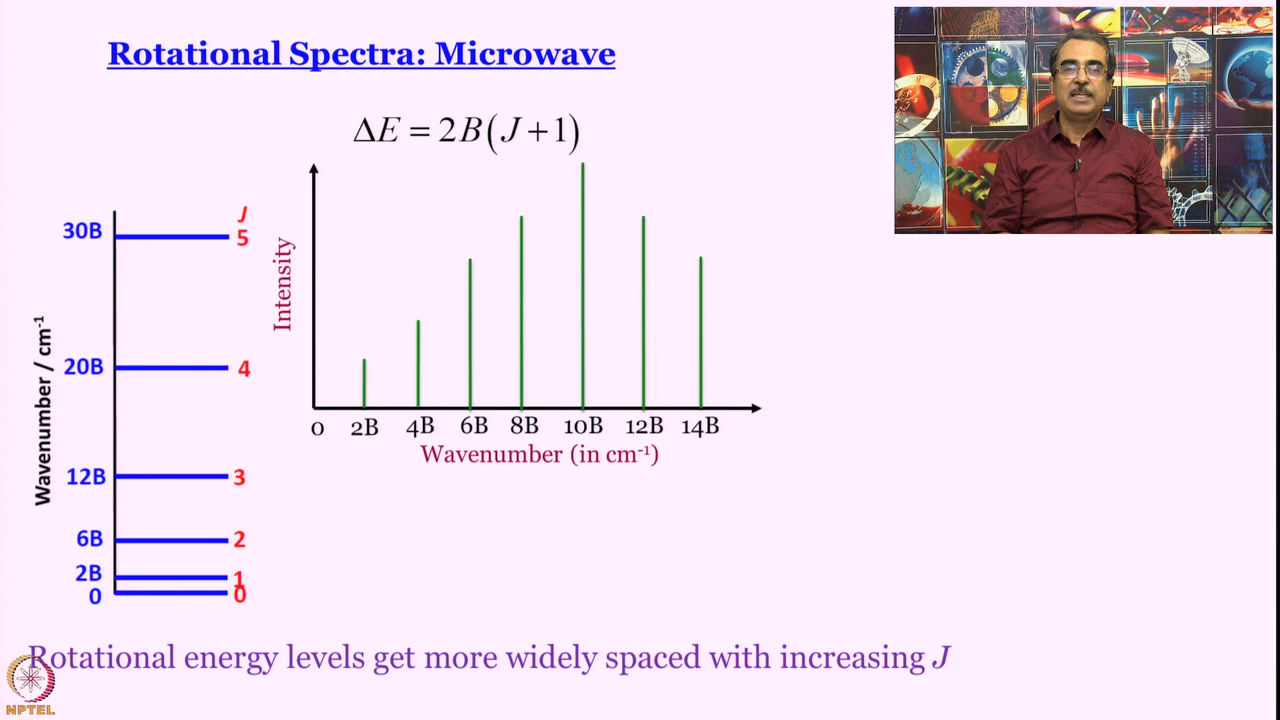 Rotational Spectra: Microwave
ΔE = 2B(J+1)
Wavenumber / cm⁻¹
J
30B 5
20B 4
12B 3
6B 2
2B 1
0 0
Intensity
0 2B 4B 6B 8B 10B 12B 14B
Wavenumber (in cm⁻¹)
Rotational energy levels get more widely spaced with increasing J
NPTEL